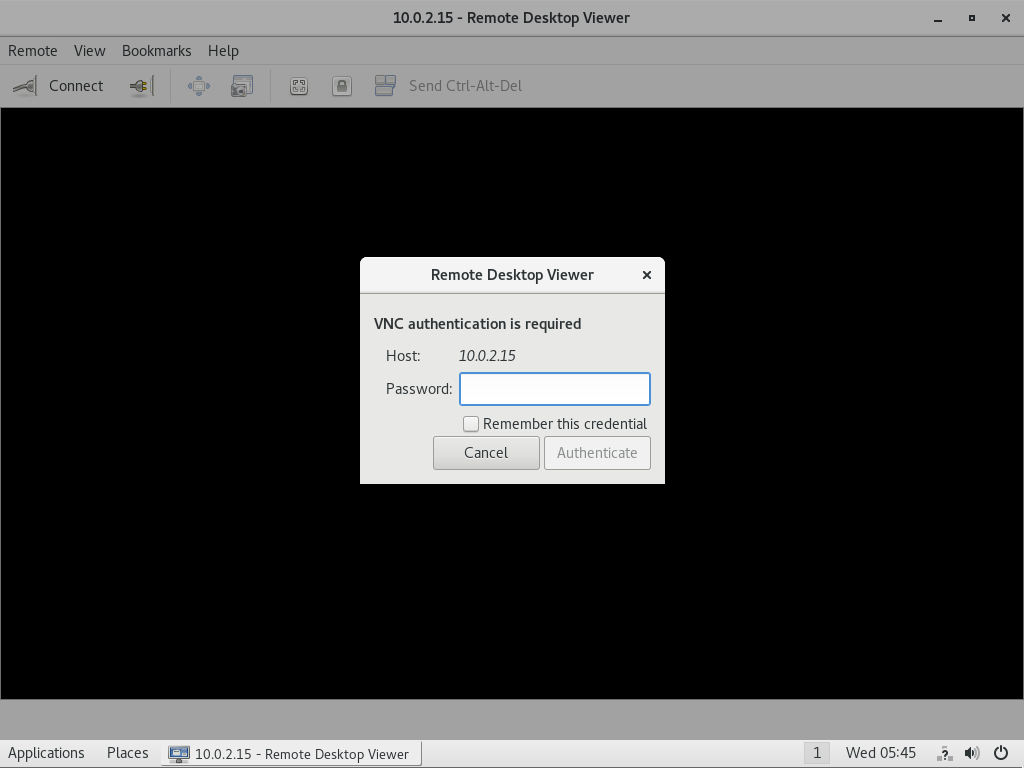 10.0.2.15 - Remote Desktop Viewer
Remote View Bookmarks Help
Connect Send Ctrl-Alt-Del
Remote Desktop Viewer
VNC authentication is required
Host: 10.0.2.15
Password:
Remember this credential
Cancel Authenticate
Applications Places 10.0.2.15 - Remote Desktop Viewer 1 Wed 05:45